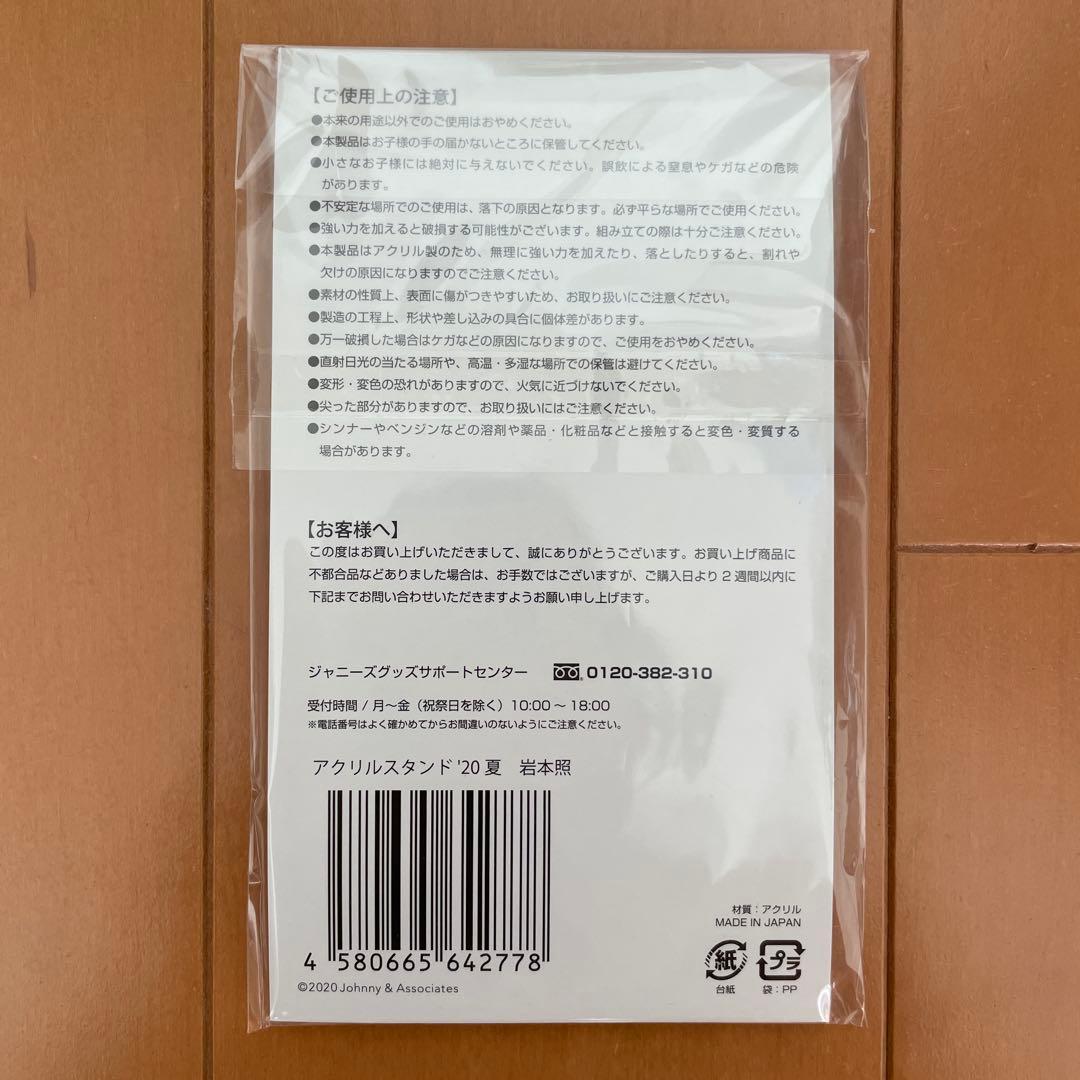 【ご使用上の注意】
●本来の用途以外でのご使用はおやめください。
●本製品はお子様の手の届かないところに保管してください。
●小さなお子様には絶対に与えないでください。誤飲による窒息やケガなどの危険
があります。
●不安定な場所でのご使用は、落下の原因となります。必ず平らな場所でご使用ください。
●強い力を加えると破損する可能性がございます。組み立ての際は十分ご注意ください。
●本製品はアクリル製のため、無理に強い力を加えたり、落としたりすると、割れや
欠けの原因になりますのでご注意ください。
●素材の性質上、表面に傷がつきやすいため、お取り扱いにご注意ください。
●製造の工程上、形状や差し込みの具合に個体差があります。
●万一破損した場合はケガなどの原因になりますので、ご使用をおやめください。
●直射日光の当たる場所や、高温・多湿な場所での保管は避けてください。
●変形・変色の恐れがありますので、火気に近づけないでください。
●尖った部分がありますので、お取り扱いにはご注意ください。
●シンナーやベンジンなどの溶剤や薬品・化粧品などと接触すると変色・変質する
場合があります。
【お客様へ】
この度はお買い上げいただきまして、誠にありがとうございます。お買い上げ商品に
不都合品などありました場合は、お手数ではございますが、ご購入日より2週間以内に
下記までお問い合わせいただきますようお願い申し上げます。
ジャニーズグッズサポートセンター 0120-382-310
受付時間/月〜金（祝祭日を除く）10:00〜18:00
※電話番号はよく確かめてからお間違いのないようにご注意ください。
アクリルスタンド'20夏 岩本照
4 580665 642778
©2020 Johnny & Associates
材質：アクリル
MADE IN JAPAN
紙 プラ
台紙 袋：PP